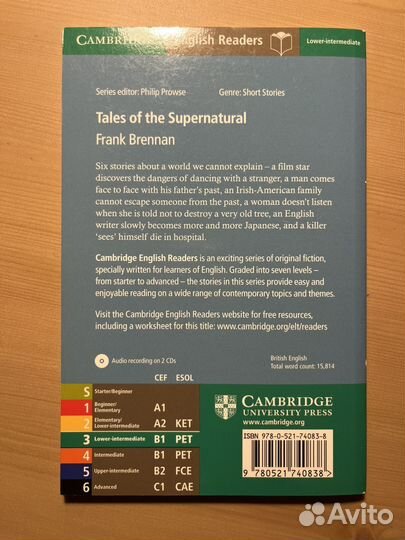 CAMBRIDGE English Readers
Lower-intermediate
Series editor: Philip Prowse Genre: Short Stories
Tales of the Supernatural
Frank Brennan
Six stories about a world we cannot explain – a film star
discovers the dangers of dancing with a stranger, a man comes
face to face with his father's past, an Irish-American family
cannot escape someone from the past, a woman doesn't
listen when she is told not to destroy a very old tree, an English
writer slowly becomes more and more Japanese, and a killer
'sees' himself die in hospital.
Cambridge English Readers is an exciting series of original fiction,
specially written for learners of English. Graded into seven levels –
from starter to advanced – the stories in this series provide easy and
enjoyable reading on a wide range of contemporary topics and themes.
Visit the Cambridge English Readers website for free resources,
including a worksheet for this title: www.cambridge.org/elt/readers
Audio recording on 2 CDs
British English
Total word count: 15,814
CEF ESOL
S Starter/Beginner
1 Beginner/
Elementary A1
2 Elementary/
Lower-intermediate A2 KET
3 Lower-intermediate B1 PET
4 Intermediate B1 PET
5 Upper-intermediate B2 FCE
6 Advanced C1 CAE
CAMBRIDGE
UNIVERSITY PRESS
www.cambridge.org
ISBN 978-0-521-74083-8
9 780521 740838 >
Avito